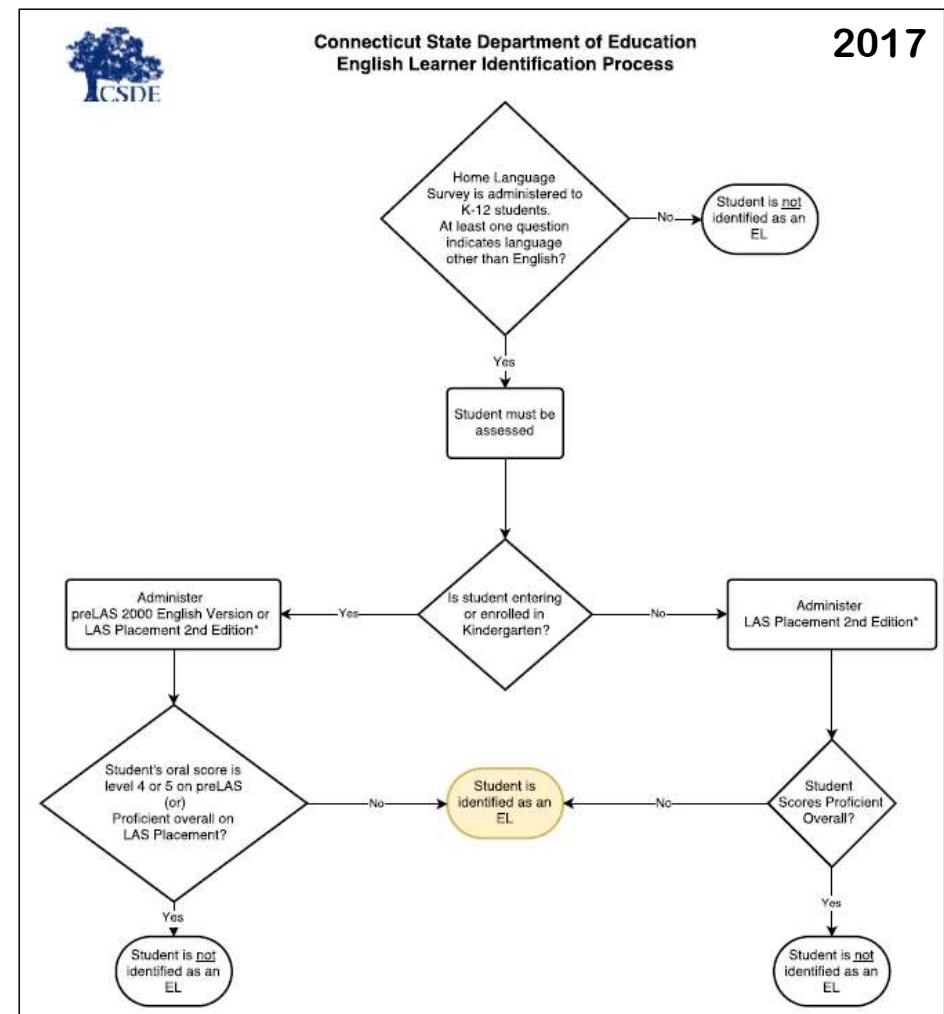 CSDE
Connecticut State Department of Education
English Learner Identification Process
2017
Home Language
Survey is administered to
K-12 students.
At least one question
indicates language
other than English?
No
Student is not
identified as an
EL
Yes
Student must be
assessed
Is student entering
or enrolled in
Kindergarten?
Yes
Administer
preLAS 2000 English Version or
LAS Placement 2nd Edition*
No
Administer
LAS Placement 2nd Edition*
Student's oral score is
level 4 or 5 on preLAS
(or)
Proficient overall on
LAS Placement?
No
Student is
identified as an
EL
No
Student
Scores Proficient
Overall?
Yes
Student is not
identified as an
EL
Yes
Student is not
identified as an
EL